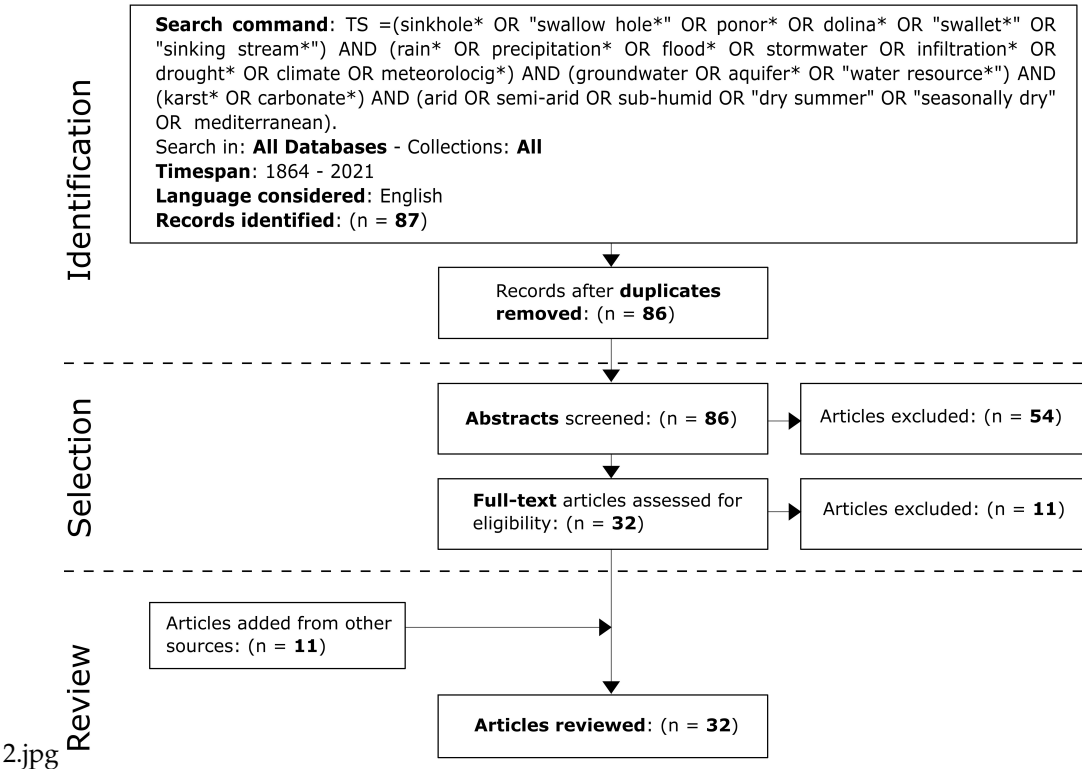 Identification
Search command: TS =(sinkhole* OR "swallow hole*" OR ponor* OR dolina* OR "swallet*" OR
"sinking stream*") AND (rain* OR precipitation* OR flood* OR stormwater OR infiltration* OR
drought* OR climate OR meteorolocig*) AND (groundwater OR aquifer* OR "water resource*") AND
(karst* OR carbonate*) AND (arid OR semi-arid OR sub-humid OR "dry summer" OR "seasonally dry"
OR mediterranean).
Search in: All Databases - Collections: All
Timespan: 1864 - 2021
Language considered: English
Records identified: (n = 87)
Records after duplicates
removed: (n = 86)
Selection
Abstracts screened: (n = 86)
Articles excluded: (n = 54)
Full-text articles assessed for
eligibility: (n = 32)
Articles excluded: (n = 11)
Review
Articles added from other
sources: (n = 11)
Articles reviewed: (n = 32)
2.jpg